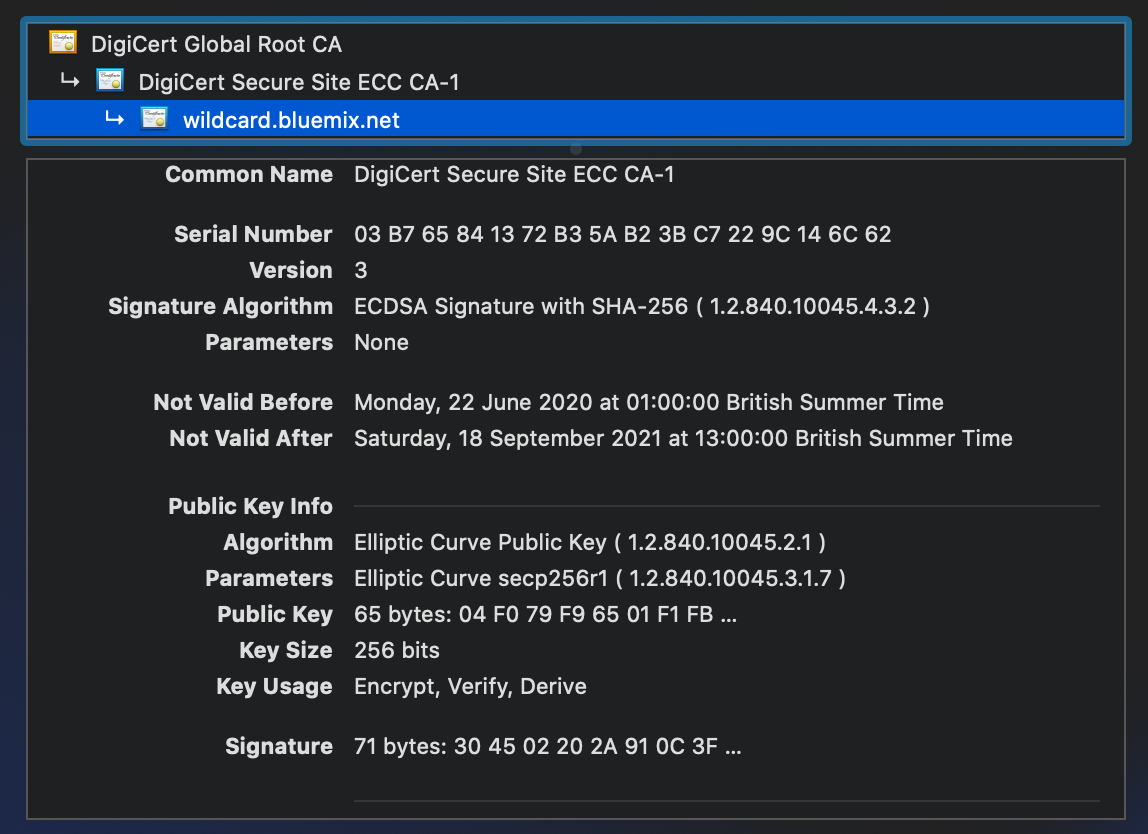 DigiCert Global Root CA
DigiCert Secure Site ECC CA-1
wildcard.bluemix.net
Common Name DigiCert Secure Site ECC CA-1
Serial Number 03 B7 65 84 13 72 B3 5A B2 3B C7 22 9C 14 6C 62
Version 3
Signature Algorithm ECDSA Signature with SHA-256 ( 1.2.840.10045.4.3.2 )
Parameters None
Not Valid Before Monday, 22 June 2020 at 01:00:00 British Summer Time
Not Valid After Saturday, 18 September 2021 at 13:00:00 British Summer Time
Public Key Info
Algorithm Elliptic Curve Public Key ( 1.2.840.10045.2.1 )
Parameters Elliptic Curve secp256r1 ( 1.2.840.10045.3.1.7 )
Public Key 65 bytes: 04 F0 79 F9 65 01 F1 FB ...
Key Size 256 bits
Key Usage Encrypt, Verify, Derive
Signature 71 bytes: 30 45 02 20 2A 91 0C 3F ...